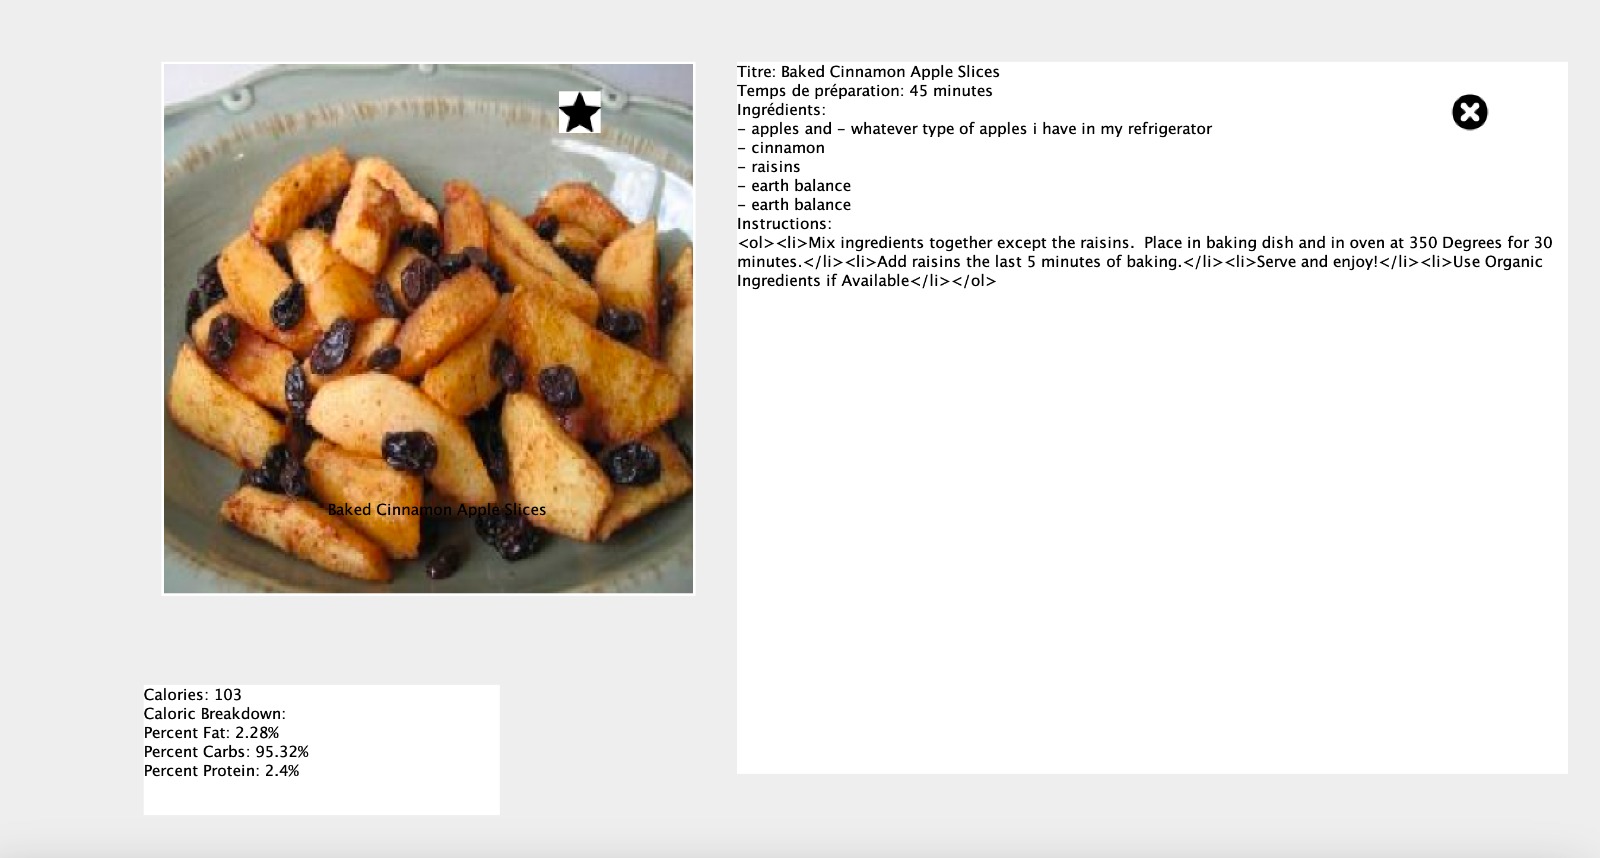 Titre: Baked Cinnamon Apple Slices
Temps de préparation: 45 minutes
Ingrédients:
- apples and - whatever type of apples i have in my refrigerator
- cinnamon
- raisins
- earth balance
- earth balance
Instructions:
<ol><li>Mix ingredients together except the raisins.  Place in baking dish and in oven at 350 Degrees for 30
minutes.</li><li>Add raisins the last 5 minutes of baking.</li><li>Serve and enjoy!</li><li>Use Organic
Ingredients if Available</li></ol>
Baked Cinnamon Apple Slices
Calories: 103
Caloric Breakdown:
Percent Fat: 2.28%
Percent Carbs: 95.32%
Percent Protein: 2.4%